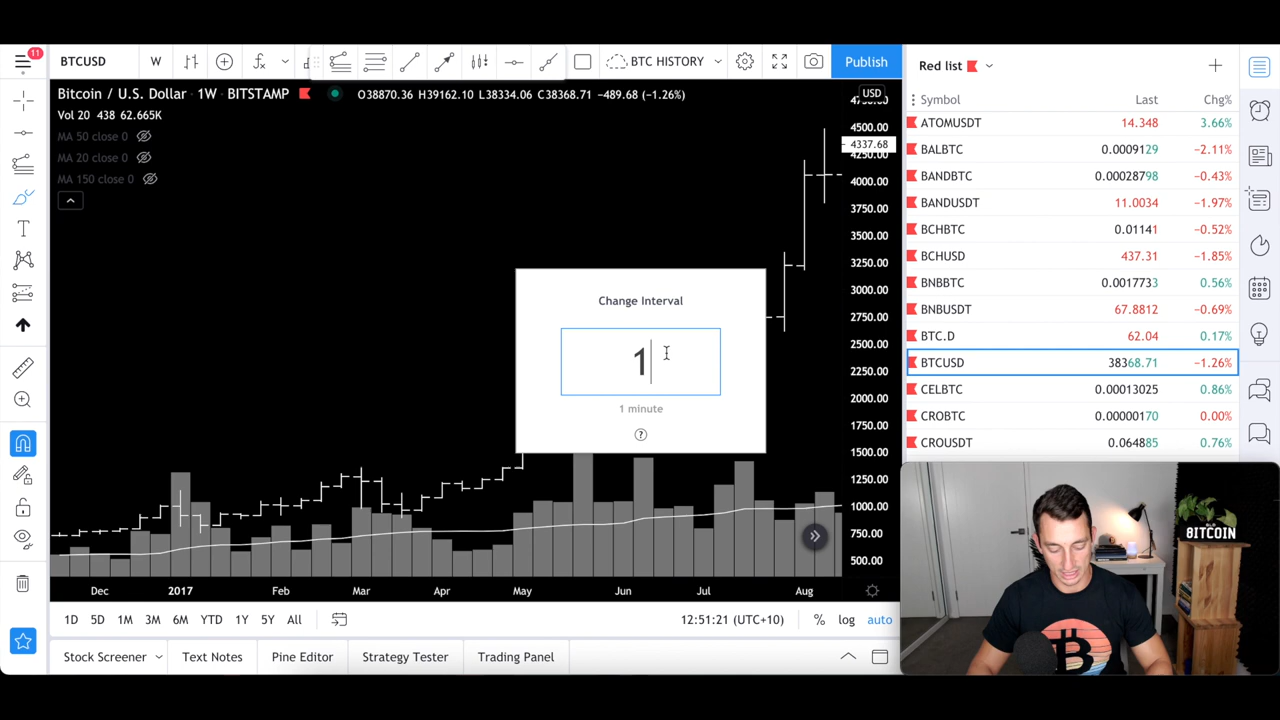 11
BTCUSD
W
BTC HISTORY
Publish
Red list
Bitcoin / U.S. Dollar · 1W · BITSTAMP
O38870.36 H39162.10 L38334.06 C38368.71 −489.68 (−1.26%)
Vol 20 438 62.665K
MA 50 close 0
MA 20 close 0
MA 150 close 0
USD
4500.00
4337.68
4250.00
4000.00
3750.00
3500.00
3250.00
3000.00
2750.00
2500.00
2250.00
2000.00
1750.00
1500.00
1250.00
1000.00
750.00
500.00
Change Interval
1
1 minute
?
Dec 2017 Feb Mar Apr May Jun Jul Aug
1D 5D 1M 3M 6M YTD 1Y 5Y All
12:51:21 (UTC+10)
% log auto
Stock Screener Text Notes Pine Editor Strategy Tester Trading Panel
Symbol Last Chg%
ATOMUSDT 14.348 3.66%
BALBTC 0.0009129 −2.11%
BANDBTC 0.00028798 −0.43%
BANDUSDT 11.0034 −1.97%
BCHBTC 0.01141 −0.52%
BCHUSD 437.31 −1.85%
BNBBTC 0.0017733 0.56%
BNBUSDT 67.8812 −0.69%
BTC.D 62.04 0.17%
BTCUSD 38368.71 −1.26%
CELBTC 0.00013025 0.86%
CROBTC 0.00000170 0.00%
CROUSDT 0.064885 0.76%
BITCOIN